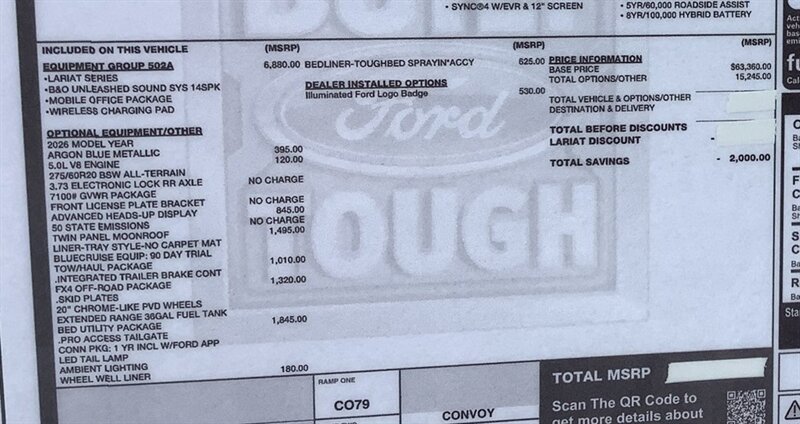 • SYNC®4 W/EVR & 12" SCREEN
• 5YR/60,000 ROADSIDE ASSIST
• 8YR/100,000 HYBRID BATTERY
INCLUDED ON THIS VEHICLE (MSRP)
EQUIPMENT GROUP 502A 6,880.00
•LARIAT SERIES
•B&O UNLEASHED SOUND SYS 14SPK
•MOBILE OFFICE PACKAGE
•WIRELESS CHARGING PAD
OPTIONAL EQUIPMENT/OTHER
2026 MODEL YEAR
ARGON BLUE METALLIC 395.00
5.0L V8 ENGINE 120.00
275/60R20 BSW ALL-TERRAIN
3.73 ELECTRONIC LOCK RR AXLE NO CHARGE
7100# GVWR PACKAGE
FRONT LICENSE PLATE BRACKET NO CHARGE
ADVANCED HEADS-UP DISPLAY 845.00
50 STATE EMISSIONS NO CHARGE
TWIN PANEL MOONROOF 1,495.00
LINER-TRAY STYLE-NO CARPET MAT
BLUECRUISE EQUIP: 90 DAY TRIAL
TOW/HAUL PACKAGE 1,010.00
.INTEGRATED TRAILER BRAKE CONT
FX4 OFF-ROAD PACKAGE 1,320.00
.SKID PLATES
20" CHROME-LIKE PVD WHEELS
EXTENDED RANGE 36GAL FUEL TANK
BED UTILITY PACKAGE 1,845.00
.PRO ACCESS TAILGATE
CONN PKG: 1 YR INCL W/FORD APP
LED TAIL LAMP
AMBIENT LIGHTING
WHEEL WELL LINER 180.00
(MSRP)
BEDLINER-TOUGHBED SPRAYIN*ACCY 625.00
DEALER INSTALLED OPTIONS
Illuminated Ford Logo Badge 530.00
PRICE INFORMATION (MSRP)
BASE PRICE $63,360.00
TOTAL OPTIONS/OTHER 15,245.00
TOTAL VEHICLE & OPTIONS/OTHER
DESTINATION & DELIVERY
TOTAL BEFORE DISCOUNTS
LARIAT DISCOUNT -
TOTAL SAVINGS - 2,000.00
Ford
TOUGH
RAMP ONE
CO79
CONVOY
TOTAL MSRP
Scan The QR Code to
get more details about